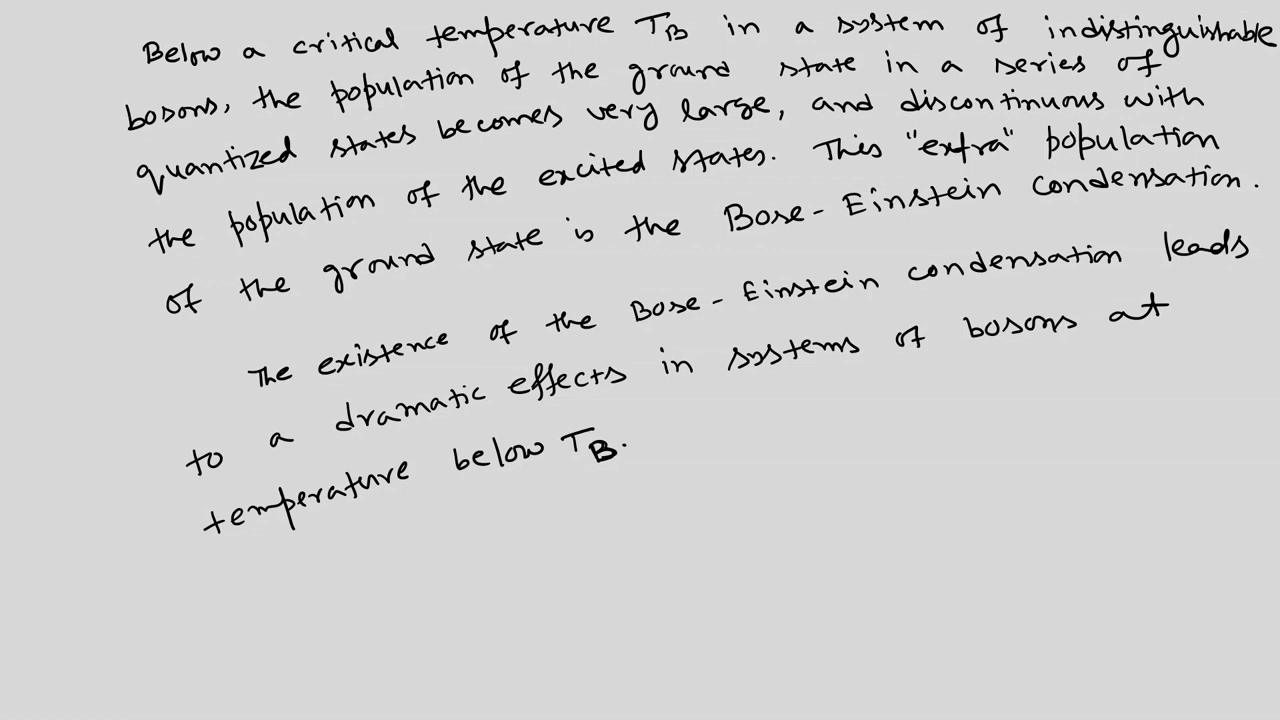 Below a critical temperature T_B in a system of indistinguishable
bosons, the population of the ground state in a series of
quantized states becomes very large, and discontinuous with
the population of the excited states. This "extra" population
of the ground state is the Bose-Einstein condensation.
The existence of the Bose-Einstein condensation leads
to a dramatic effects in systems of bosons at
temperature below T_B.